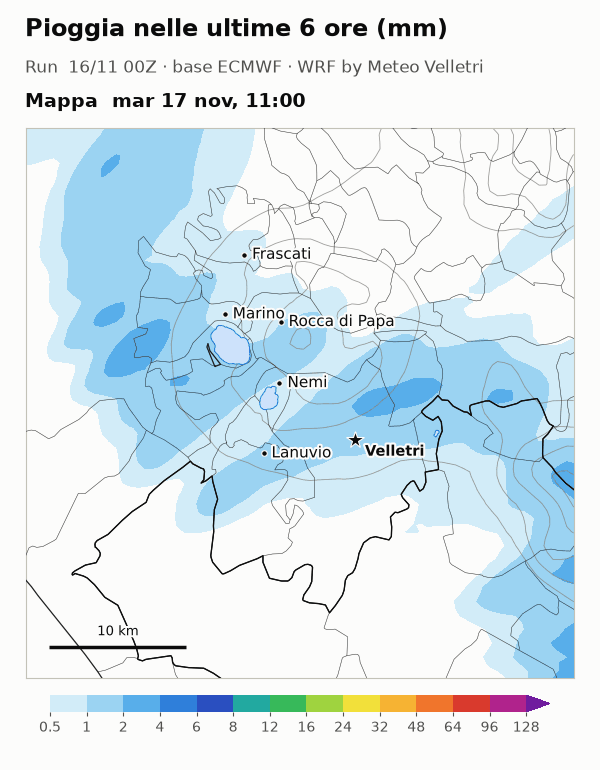 Pioggia nelle ultime 6 ore (mm)
Run  16/11 00Z · base ECMWF · WRF by Meteo Velletri
Mappa  mar 17 nov, 11:00
Frascati
Marino
Rocca di Papa
Nemi
Velletri
Lanuvio
10 km
0.5 1 2 4 6 8 12 16 24 32 48 64 96 128